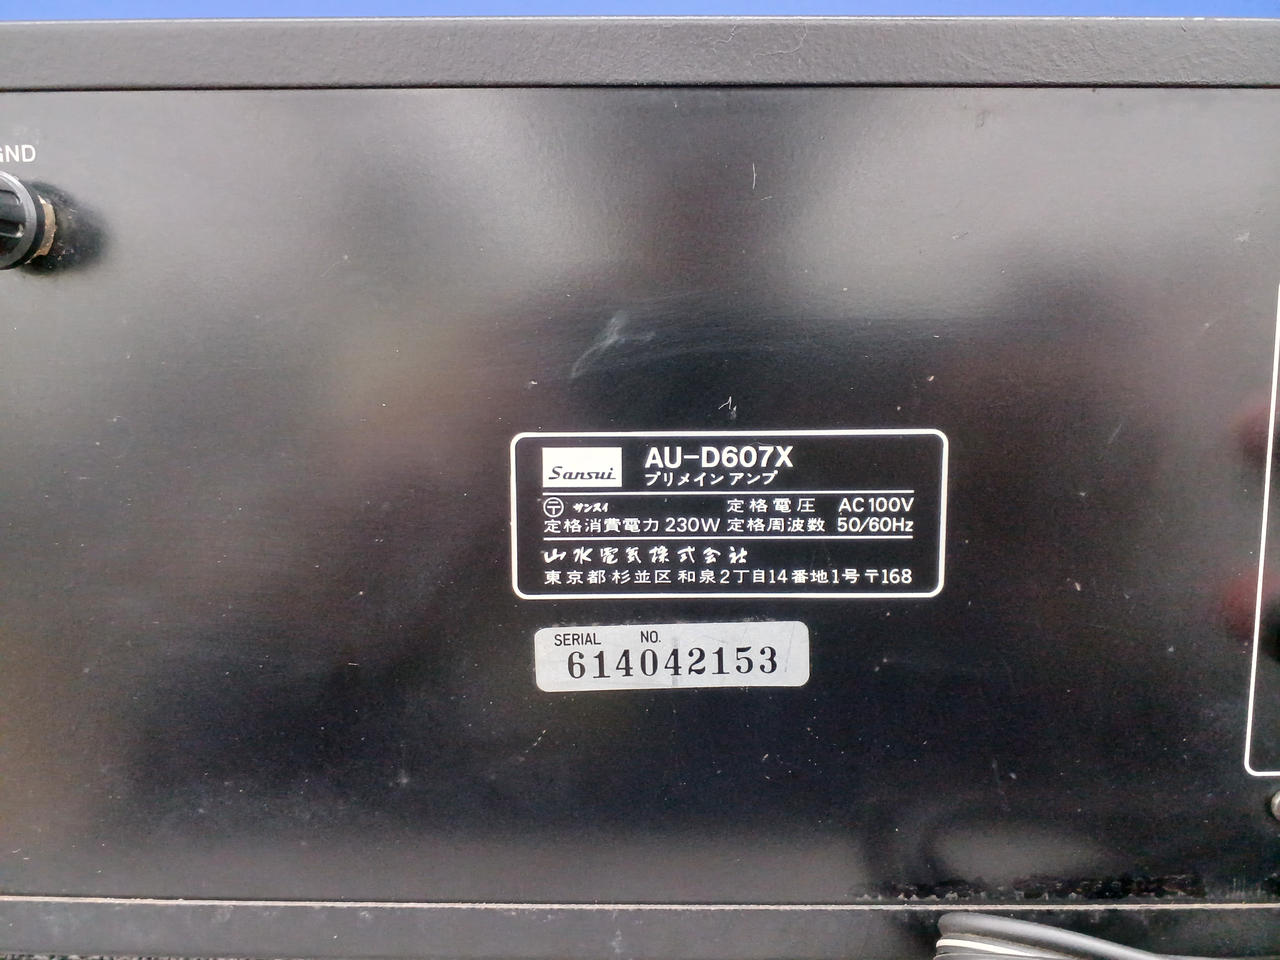 GND
Sansui AU-D607X
プリメインアンプ
〒 サンスイ 定格電圧 AC100V
定格消費電力 230W 定格周波数 50/60Hz
山水電気株式会社
東京都杉並区和泉2丁目14番地1号〒168
SERIAL NO.
614042153